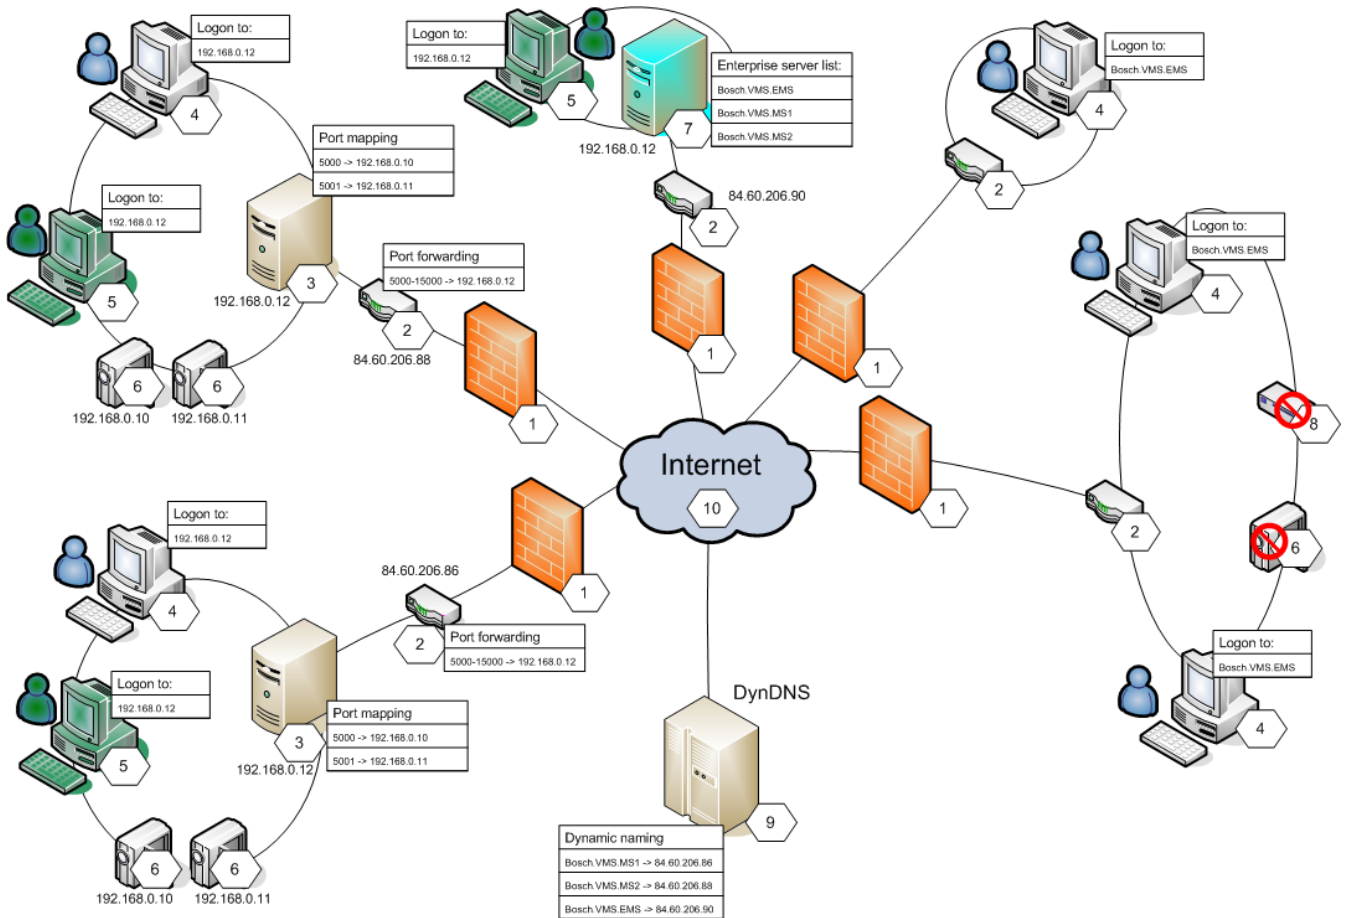 Logon to:
192.168.0.12
4
Port mapping
5000 -> 192.168.0.10
5001 -> 192.168.0.11
Logon to:
192.168.0.12
5
3
192.168.0.12
Port forwarding
5000-15000 -> 192.168.0.12
2
84.60.206.88
6
6
192.168.0.10
192.168.0.11
1
Logon to:
192.168.0.12
5
7
192.168.0.12
Enterprise server list:
Bosch.VMS.EMS
Bosch.VMS.MS1
Bosch.VMS.MS2
84.60.206.90
2
1
Logon to:
Bosch.VMS.EMS
4
2
1
Logon to:
Bosch.VMS.EMS
4
8
6
2
1
Logon to:
Bosch.VMS.EMS
4
Internet
10
Logon to:
192.168.0.12
4
84.60.206.86
1
2
Port forwarding
5000-15000 -> 192.168.0.12
Logon to:
192.168.0.12
5
3
192.168.0.12
Port mapping
5000 -> 192.168.0.10
5001 -> 192.168.0.11
6
6
192.168.0.10
192.168.0.11
DynDNS
9
Dynamic naming
Bosch.VMS.MS1 -> 84.60.206.86
Bosch.VMS.MS2 -> 84.60.206.88
Bosch.VMS.EMS -> 84.60.206.90